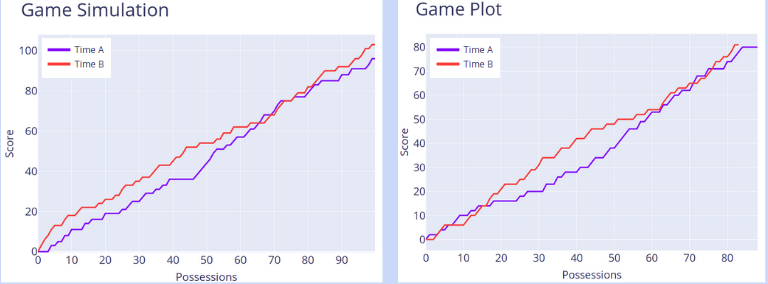 Game Simulation
Time A
Time B
100
80
60
40
20
0
Score
0 10 20 30 40 50 60 70 80 90
Possessions
Game Plot
Time A
Time B
80
70
60
50
40
30
20
10
0
Score
0 10 20 30 40 50 60 70 80
Possessions